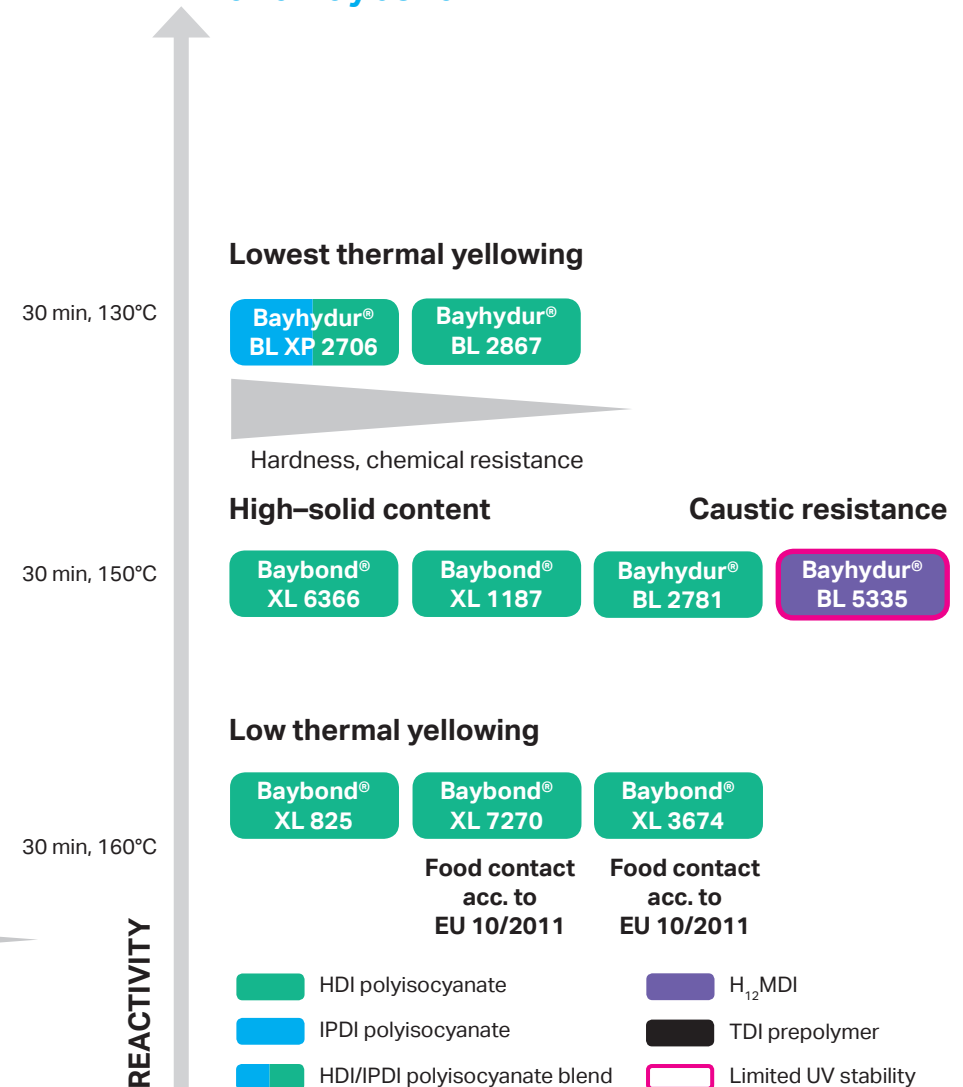 Lowest thermal yellowing
30 min, 130°C
Bayhydur®
BL XP 2706
Bayhydur®
BL 2867
Hardness, chemical resistance
High–solid content
Caustic resistance
30 min, 150°C
Baybond®
XL 6366
Baybond®
XL 1187
Bayhydur®
BL 2781
Bayhydur®
BL 5335
Low thermal yellowing
Baybond®
XL 825
Baybond®
XL 7270
Baybond®
XL 3674
30 min, 160°C
Food contact
acc. to
EU 10/2011
Food contact
acc. to
EU 10/2011
REACTIVITY
HDI polyisocyanate
H₁₂MDI
IPDI polyisocyanate
TDI prepolymer
HDI/IPDI polyisocyanate blend
Limited UV stability